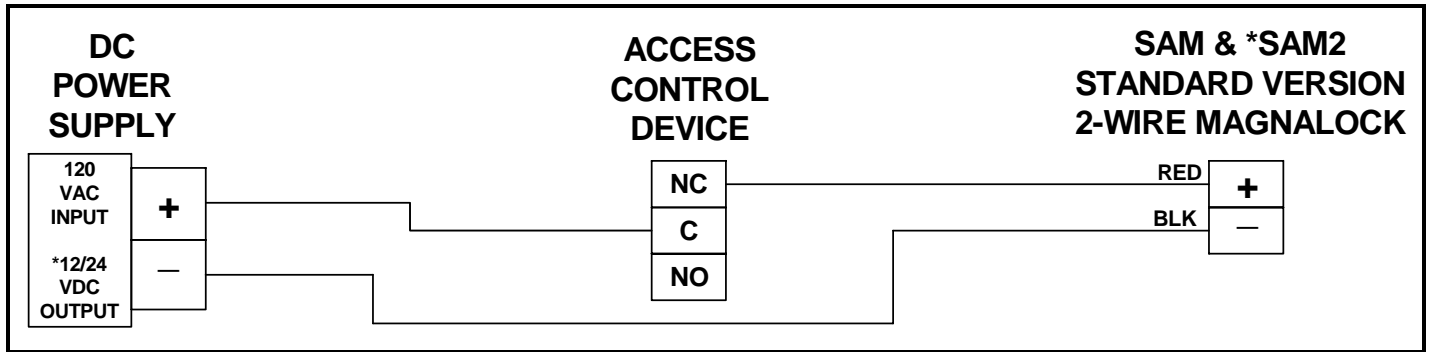 DC
POWER
SUPPLY
120
VAC
INPUT
*12/24
VDC
OUTPUT
+
–
ACCESS
CONTROL
DEVICE
NC
C
NO
SAM & *SAM2
STANDARD VERSION
2-WIRE MAGNALOCK
RED
BLK
+
–